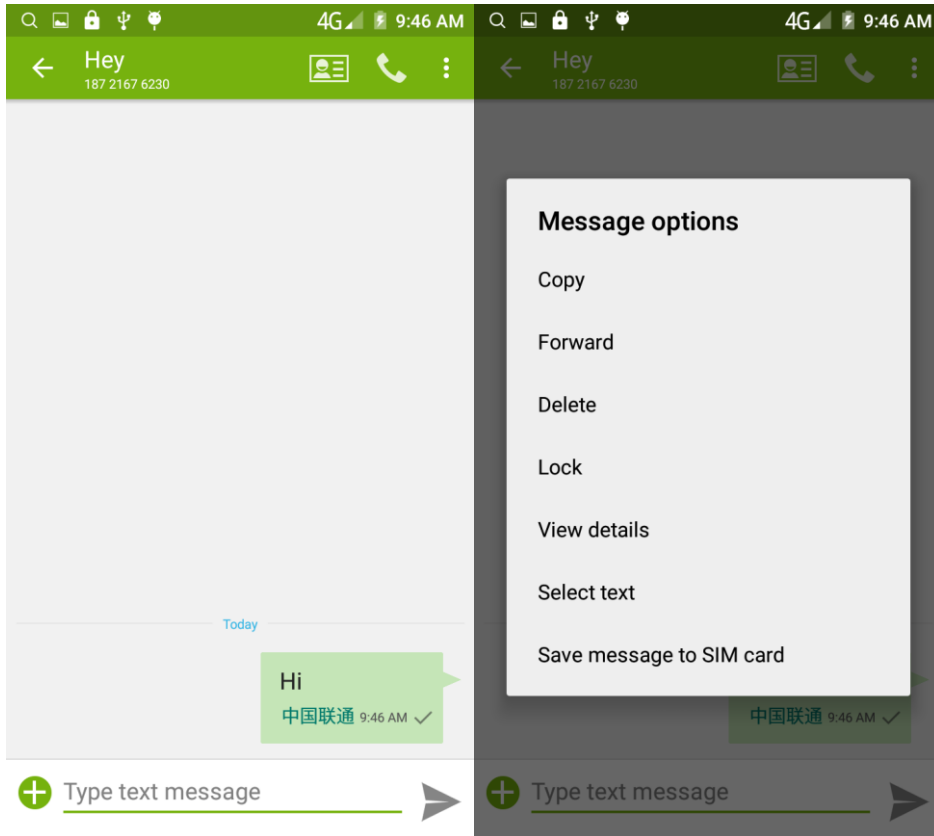 4G 9:46 AM
Hey
187 2167 6230
Today
Hi
中国联通 9:46 AM
Type text message
4G 9:46 AM
Hey
187 2167 6230
Message options
Copy
Forward
Delete
Lock
View details
Select text
Save message to SIM card
中国联通 9:46 AM
Type text message